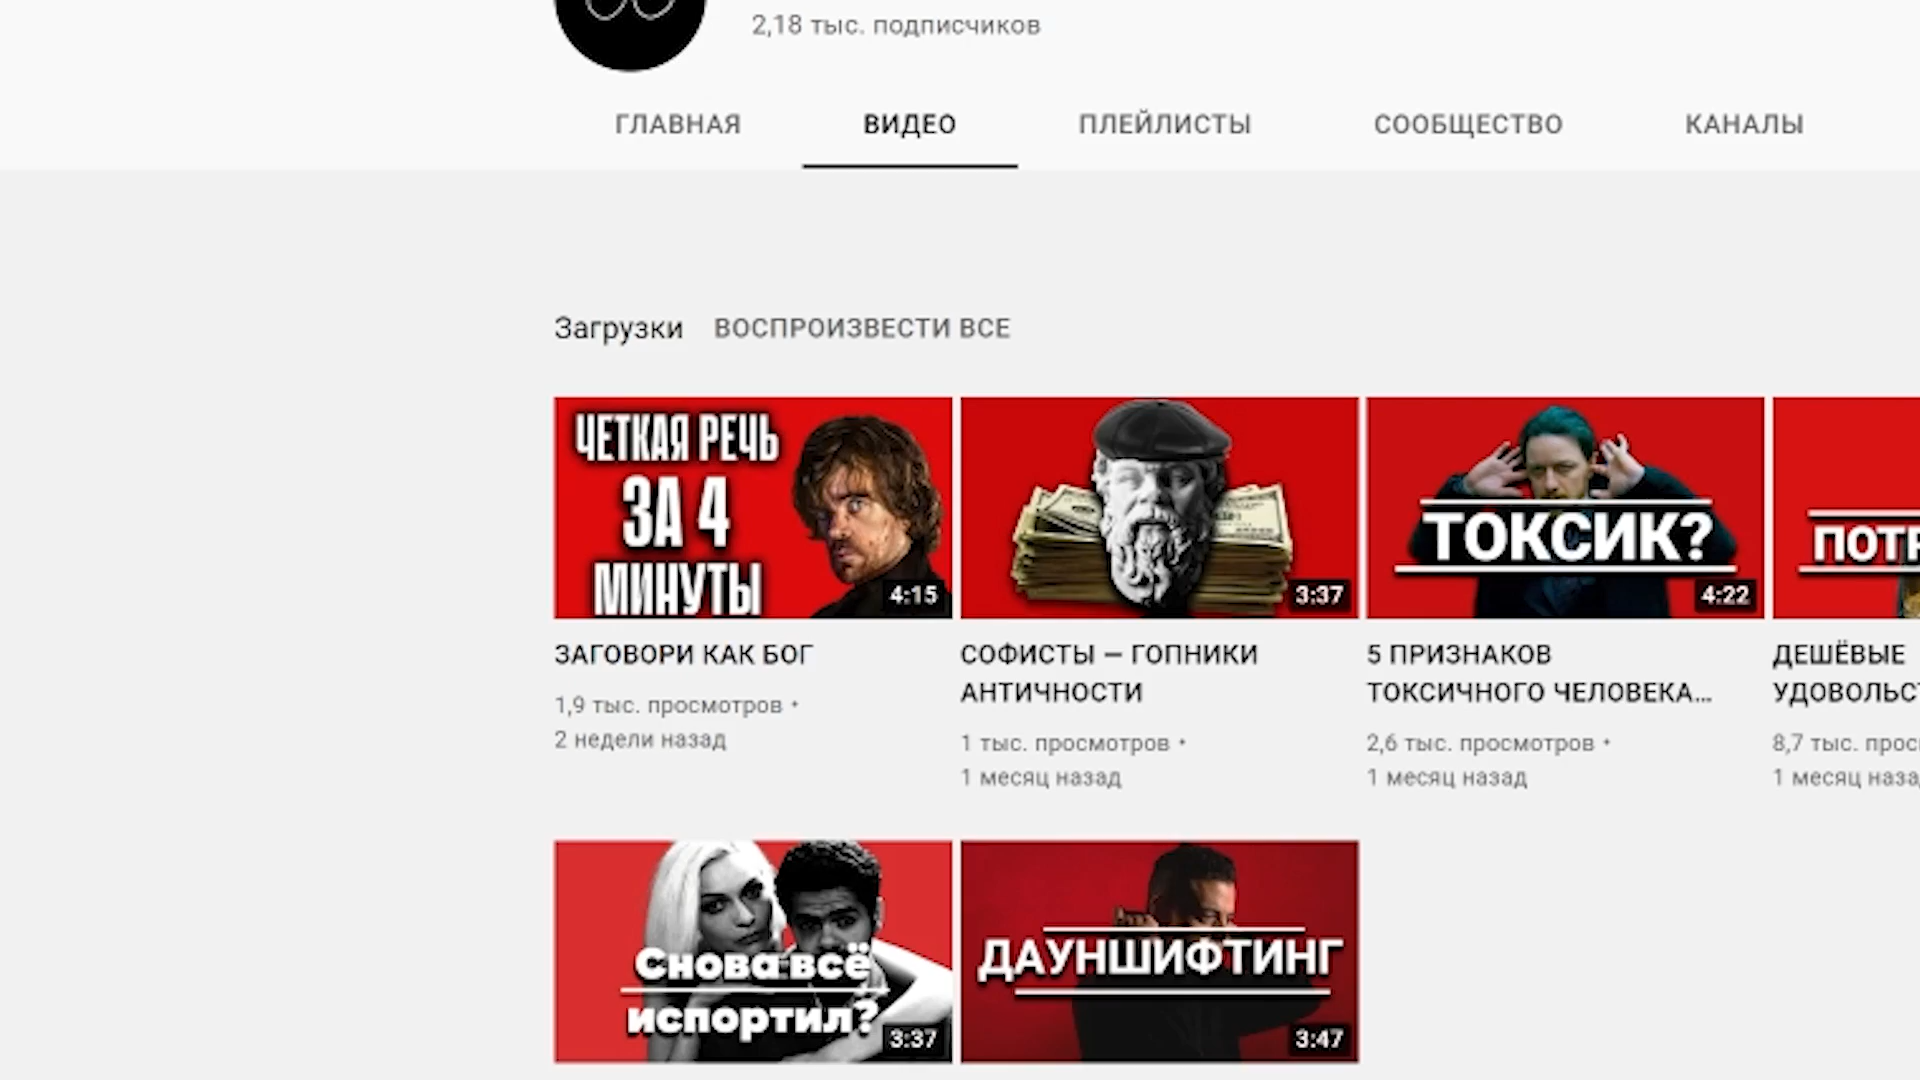 2,18 тыс. подписчиков
ГЛАВНАЯ
ВИДЕО
ПЛЕЙЛИСТЫ
СООБЩЕСТВО
КАНАЛЫ
Загрузки
ВОСПРОИЗВЕСТИ ВСЕ
ЧЕТКАЯ РЕЧЬ
ЗА 4
МИНУТЫ
4:15
ЗАГОВОРИ КАК БОГ
1,9 тыс. просмотров •
2 недели назад
3:37
СОФИСТЫ — ГОПНИКИ
АНТИЧНОСТИ
1 тыс. просмотров •
1 месяц назад
ТОКСИК?
4:22
5 ПРИЗНАКОВ
ТОКСИЧНОГО ЧЕЛОВЕКА...
2,6 тыс. просмотров •
1 месяц назад
ДЕШЁВЫЕ
8,7 тыс.
1 месяц
Снова всё
испортил?
3:37
ДАУНШИФТИНГ
3:47